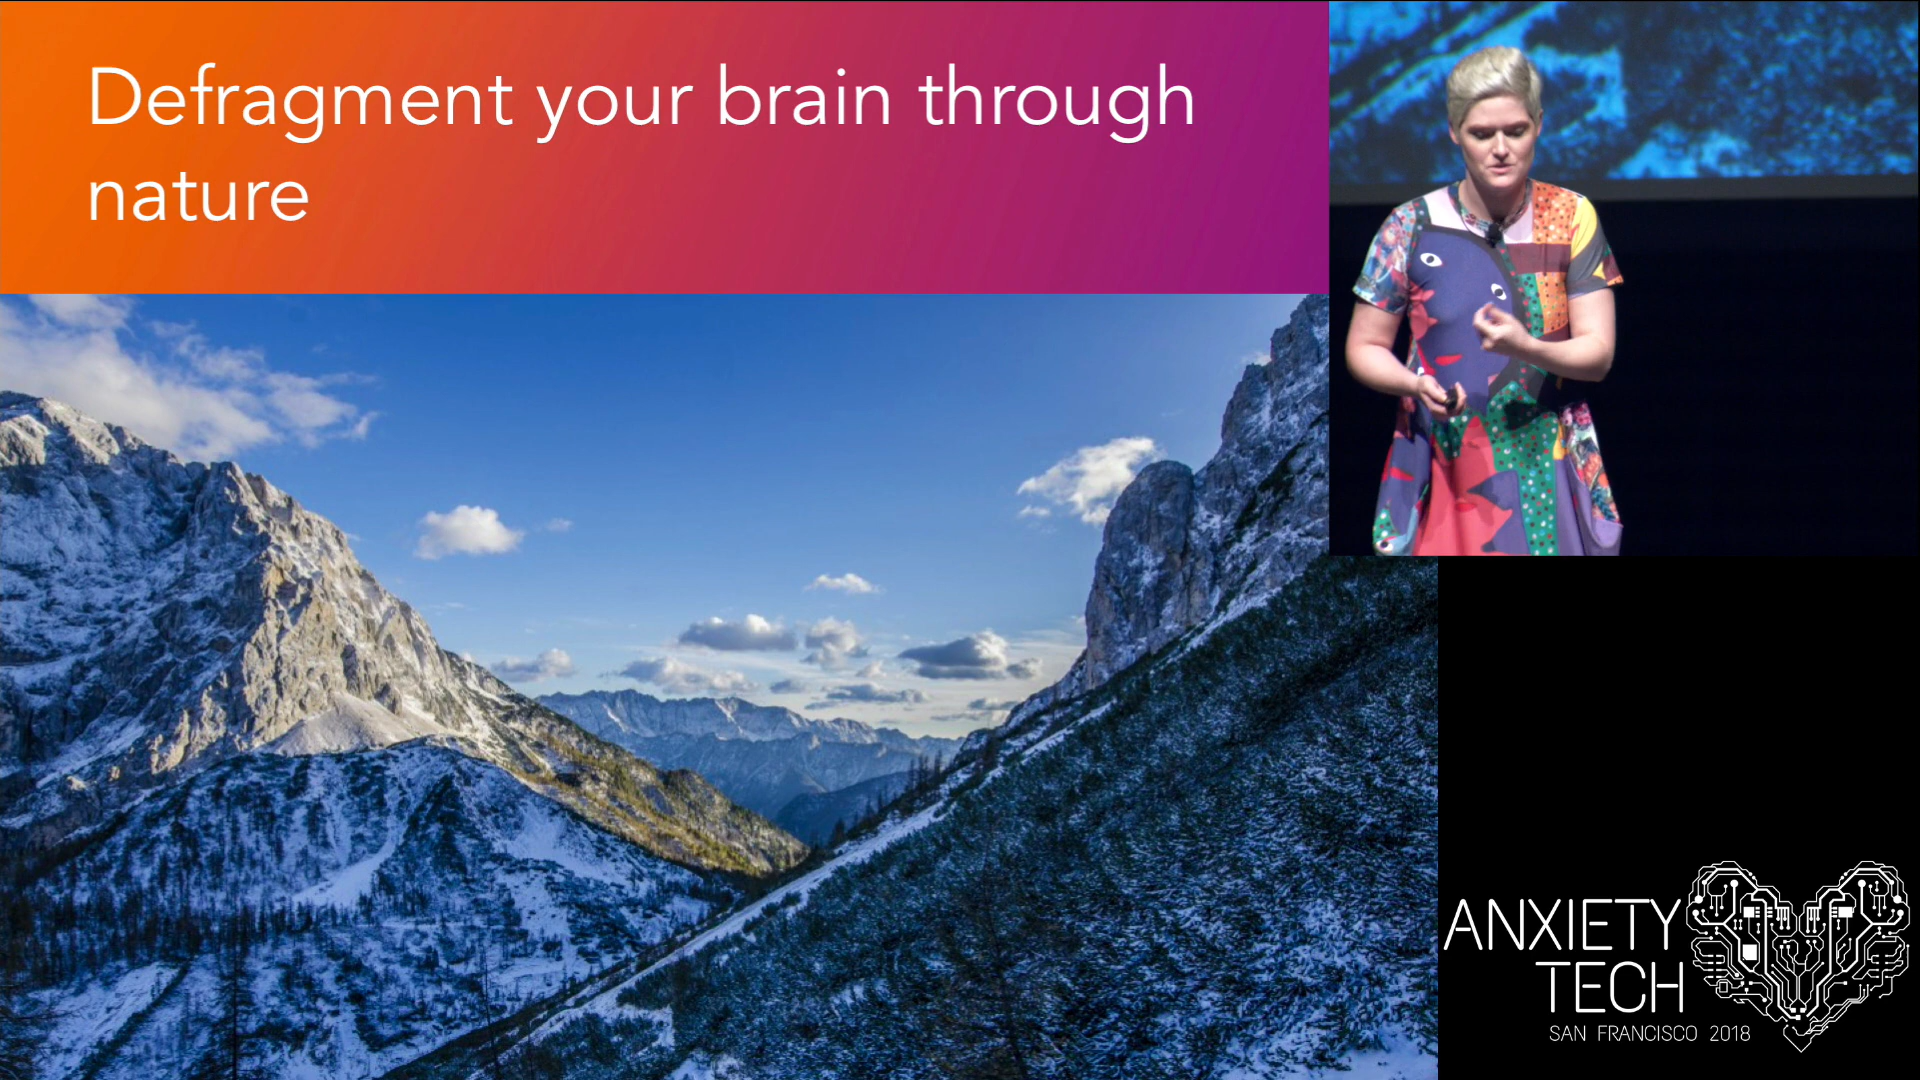 Defragment your brain through
nature
ANXIETY
TECH
SAN FRANCISCO 2018